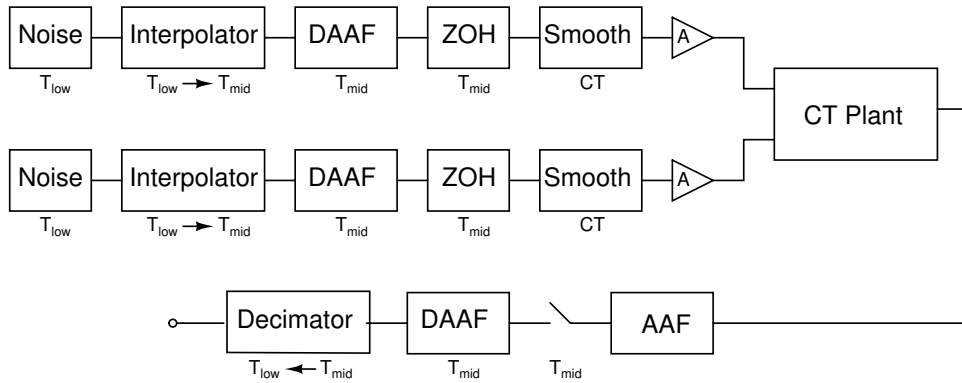 Noise Interpolator DAAF ZOH Smooth A
T_low T_low → T_mid T_mid T_mid CT
CT Plant
Noise Interpolator DAAF ZOH Smooth A
T_low T_low → T_mid T_mid T_mid CT
Decimator DAAF AAF
T_low ← T_mid T_mid T_mid